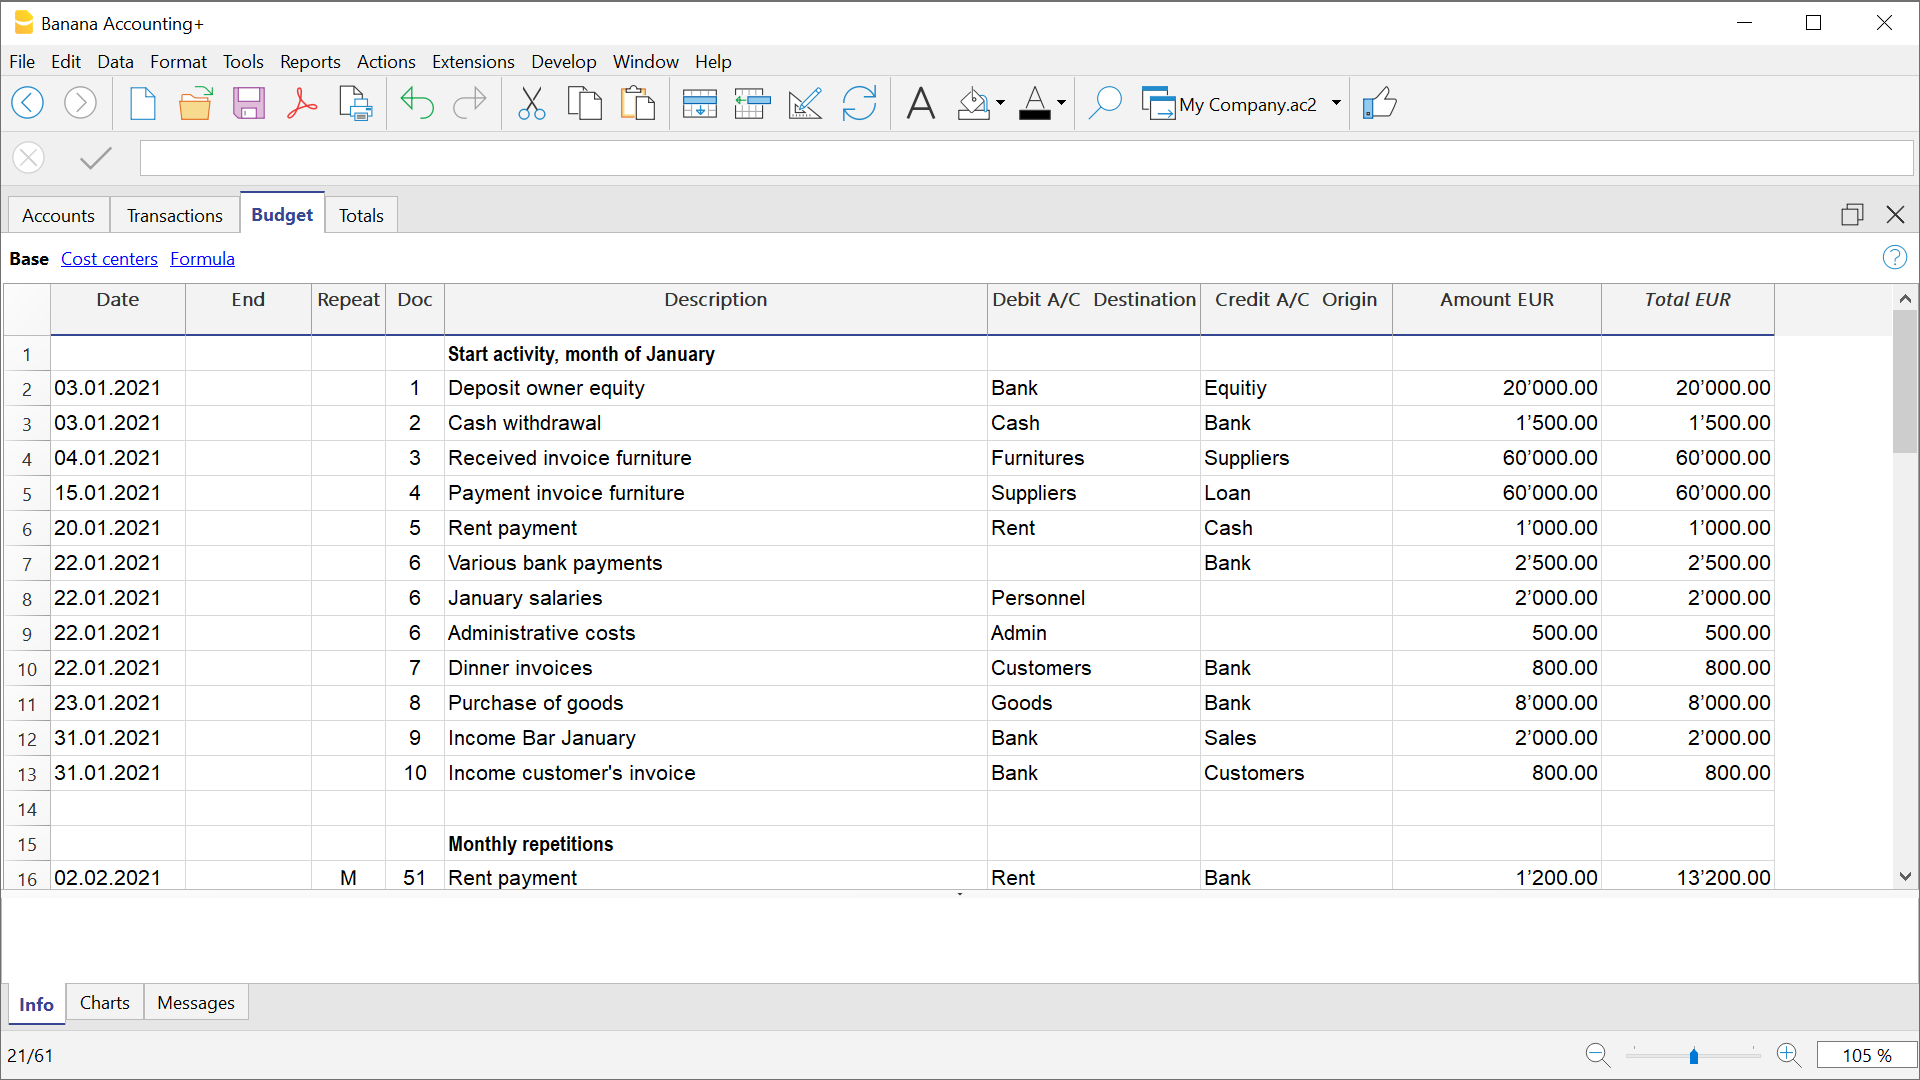 Banana Accounting+
File Edit Data Format Tools Reports Actions Extensions Develop Window Help
My Company.ac2
Accounts Transactions Budget Totals
Base Cost centers Formula
Date End Repeat Doc Description Debit A/C Destination Credit A/C Origin Amount EUR Total EUR
1 Start activity, month of January
2 03.01.2021 1 Deposit owner equity Bank Equitiy 20’000.00 20’000.00
3 03.01.2021 2 Cash withdrawal Cash Bank 1’500.00 1’500.00
4 04.01.2021 3 Received invoice furniture Furnitures Suppliers 60’000.00 60’000.00
5 15.01.2021 4 Payment invoice furniture Suppliers Loan 60’000.00 60’000.00
6 20.01.2021 5 Rent payment Rent Cash 1’000.00 1’000.00
7 22.01.2021 6 Various bank payments Bank 2’500.00 2’500.00
8 22.01.2021 6 January salaries Personnel 2’000.00 2’000.00
9 22.01.2021 6 Administrative costs Admin 500.00 500.00
10 22.01.2021 7 Dinner invoices Customers Bank 800.00 800.00
11 23.01.2021 8 Purchase of goods Goods Bank 8’000.00 8’000.00
12 31.01.2021 9 Income Bar January Bank Sales 2’000.00 2’000.00
13 31.01.2021 10 Income customer's invoice Bank Customers 800.00 800.00
14
15 Monthly repetitions
16 02.02.2021 M 51 Rent payment Rent Bank 1’200.00 13’200.00
Info Charts Messages
21/61 105 %